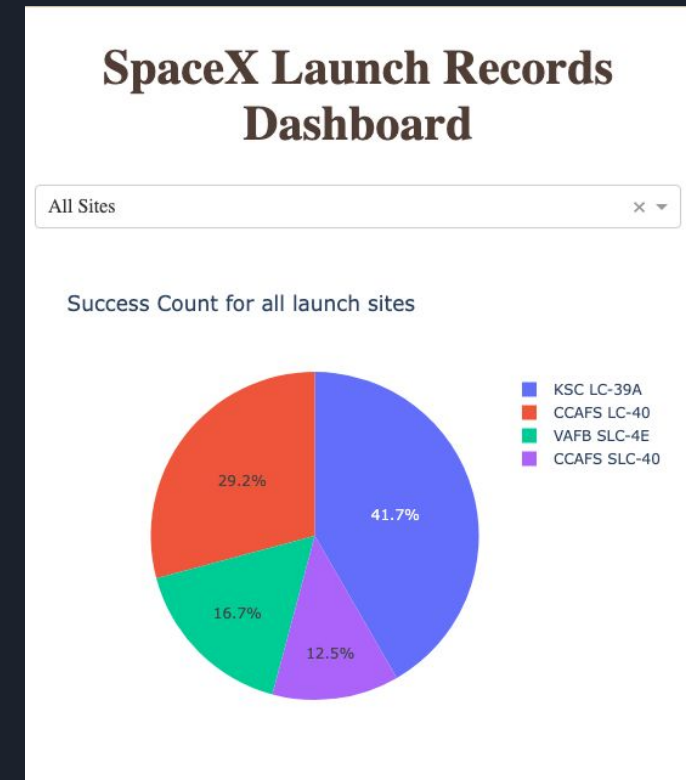 SpaceX Launch Records
Dashboard
All Sites
Success Count for all launch sites
KSC LC-39A
CCAFS LC-40
VAFB SLC-4E
CCAFS SLC-40
29.2%
41.7%
16.7%
12.5%